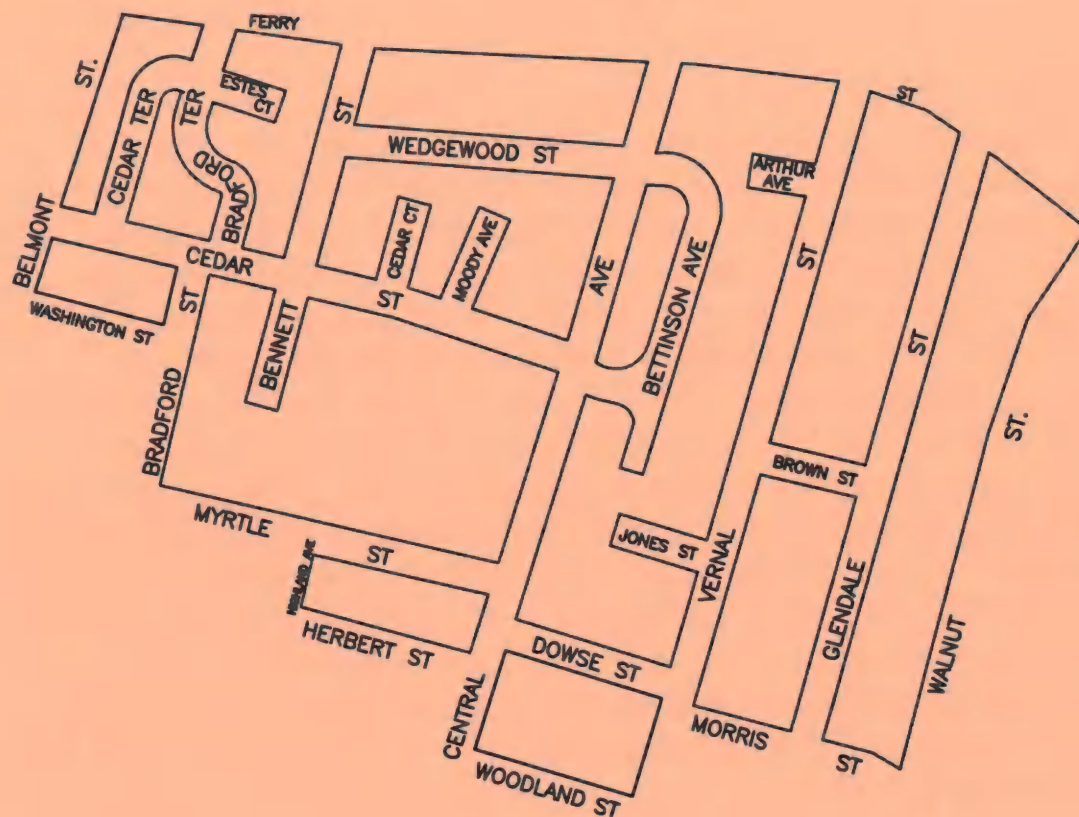 FERRY
ST.
ESTES
CT
ST
ST
CEDAR TER
TER
WEDGEWOOD ST
ARTHUR
AVE
BRADFORD
CEDAR CT
MOODY AVE
BELMONT
CEDAR
ST
AVE
BETTINSON AVE
ST
ST
WASHINGTON ST
ST
BENNETT
BRADFORD
ST.
BROWN ST
MYRTLE
ST
JONES ST
VERNAL
HIGHLAND AVE
HERBERT ST
GLENDALE
WALNUT
DOWSE ST
CENTRAL
MORRIS
ST
WOODLAND ST